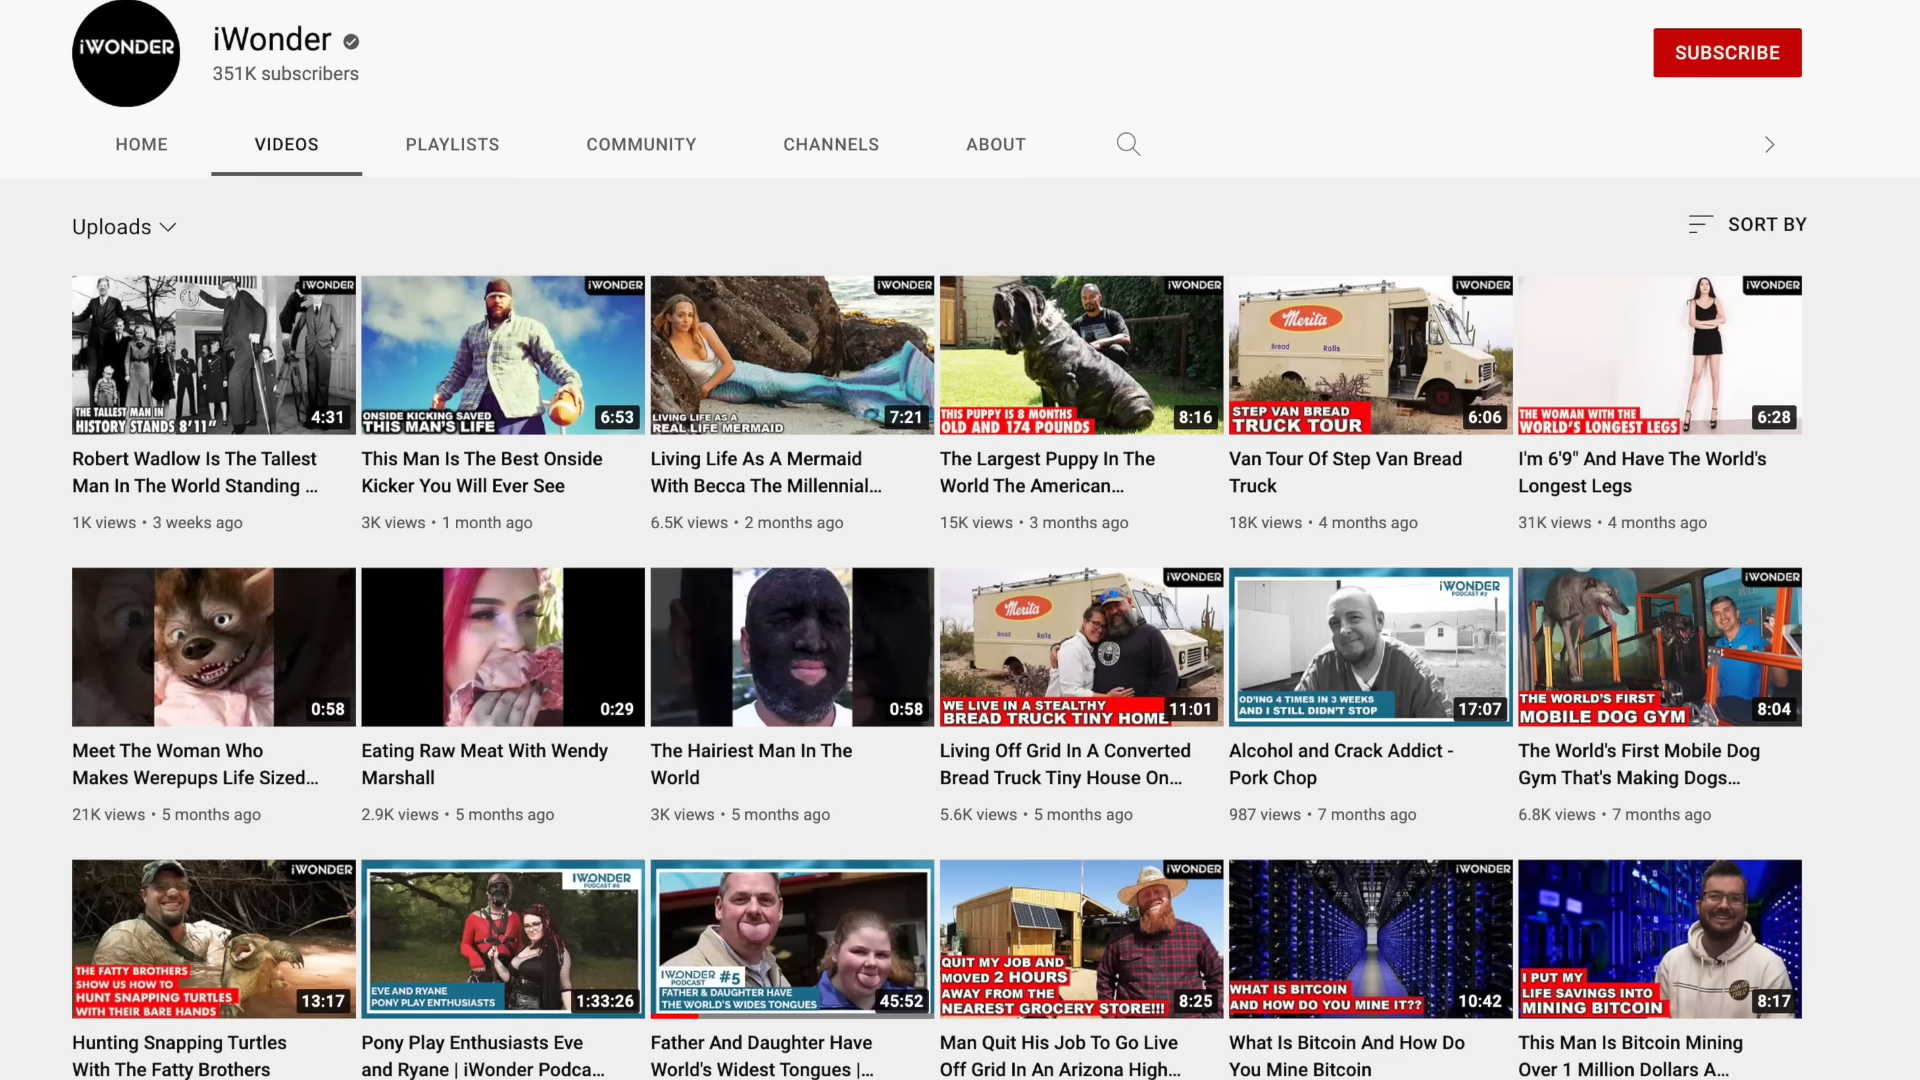 iWONDER
iWonder
351K subscribers
SUBSCRIBE
HOME
VIDEOS
PLAYLISTS
COMMUNITY
CHANNELS
ABOUT
Uploads
SORT BY
iWONDER
THE TALLEST MAN IN
HISTORY STANDS 8'11"
4:31
iWONDER
ONSIDE KICKING SAVED
THIS MAN'S LIFE
6:53
iWONDER
LIVING LIFE AS A
REAL LIFE MERMAID
7:21
iWONDER
THIS PUPPY IS 8 MONTHS
OLD AND 174 POUNDS
8:16
iWONDER
Merita
Bread Rolls
STEP VAN BREAD
TRUCK TOUR
6:06
iWONDER
THE WOMAN WITH THE
WORLD'S LONGEST LEGS
6:28
Robert Wadlow Is The Tallest
Man In The World Standing ...
1K views • 3 weeks ago
This Man Is The Best Onside
Kicker You Will Ever See
3K views • 1 month ago
Living Life As A Mermaid
With Becca The Millennial...
6.5K views • 2 months ago
The Largest Puppy In The
World The American...
15K views • 3 months ago
Van Tour Of Step Van Bread
Truck
18K views • 4 months ago
I'm 6'9" And Have The World's
Longest Legs
31K views • 4 months ago
0:58
0:29
0:58
iWONDER
Merita
Bread Rolls
WE LIVE IN A STEALTHY
BREAD TRUCK TINY HOME
11:01
iWONDER
PODCAST #7
OD'ING 4 TIMES IN 3 WEEKS
AND I STILL DIDN'T STOP
17:07
iWONDER
THE WORLD'S FIRST
MOBILE DOG GYM
8:04
Meet The Woman Who
Makes Werepups Life Sized...
21K views • 5 months ago
Eating Raw Meat With Wendy
Marshall
2.9K views • 5 months ago
The Hairiest Man In The
World
3K views • 5 months ago
Living Off Grid In A Converted
Bread Truck Tiny House On...
5.6K views • 5 months ago
Alcohol and Crack Addict -
Pork Chop
987 views • 7 months ago
The World's First Mobile Dog
Gym That's Making Dogs...
6.8K views • 7 months ago
iWONDER
THE FATTY BROTHERS
SHOW US HOW TO
HUNT SNAPPING TURTLES
WITH THEIR BARE HANDS
13:17
iWONDER
PODCAST #6
EVE AND RYANE
PONY PLAY ENTHUSIASTS
1:33:26
IWONDER #5
PODCAST
FATHER & DAUGHTER HAVE
THE WORLD'S WIDES TONGUES
45:52
iWONDER
QUIT MY JOB AND
MOVED 2 HOURS
AWAY FROM THE
NEAREST GROCERY STORE!!!
8:25
iWONDER
WHAT IS BITCOIN
AND HOW DO YOU MINE IT??
10:42
I PUT MY
LIFE SAVINGS INTO
MINING BITCOIN
8:17
Hunting Snapping Turtles
With The Fatty Brothers
Pony Play Enthusiasts Eve
and Ryane | iWonder Podca...
Father And Daughter Have
World's Widest Tongues |...
Man Quit His Job To Go Live
Off Grid In An Arizona High...
What Is Bitcoin And How Do
You Mine Bitcoin
This Man Is Bitcoin Mining
Over 1 Million Dollars A...